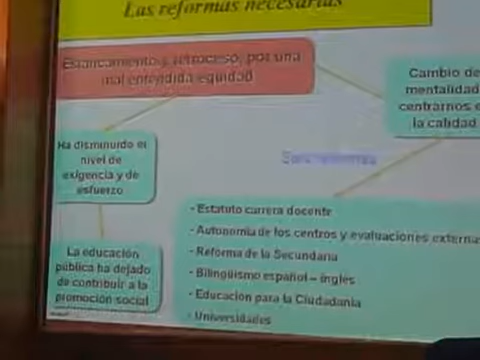 Las reformas necesarias
Estancamiento y retroceso, por una
mal entendida equidad
Cambio de
mentalidad
centrarnos e
la calidad
Ha disminuido el
nivel de
exigencia y de
esfuerzo
La educación
pública ha dejado
de contribuir a la
promoción social
- Estatuto carrera docente
- Autonomía de los centros y evaluaciones externa
- Reforma de la Secundaria
- Bilingüismo español – inglés
- Educación para la Ciudadanía
- Universidades